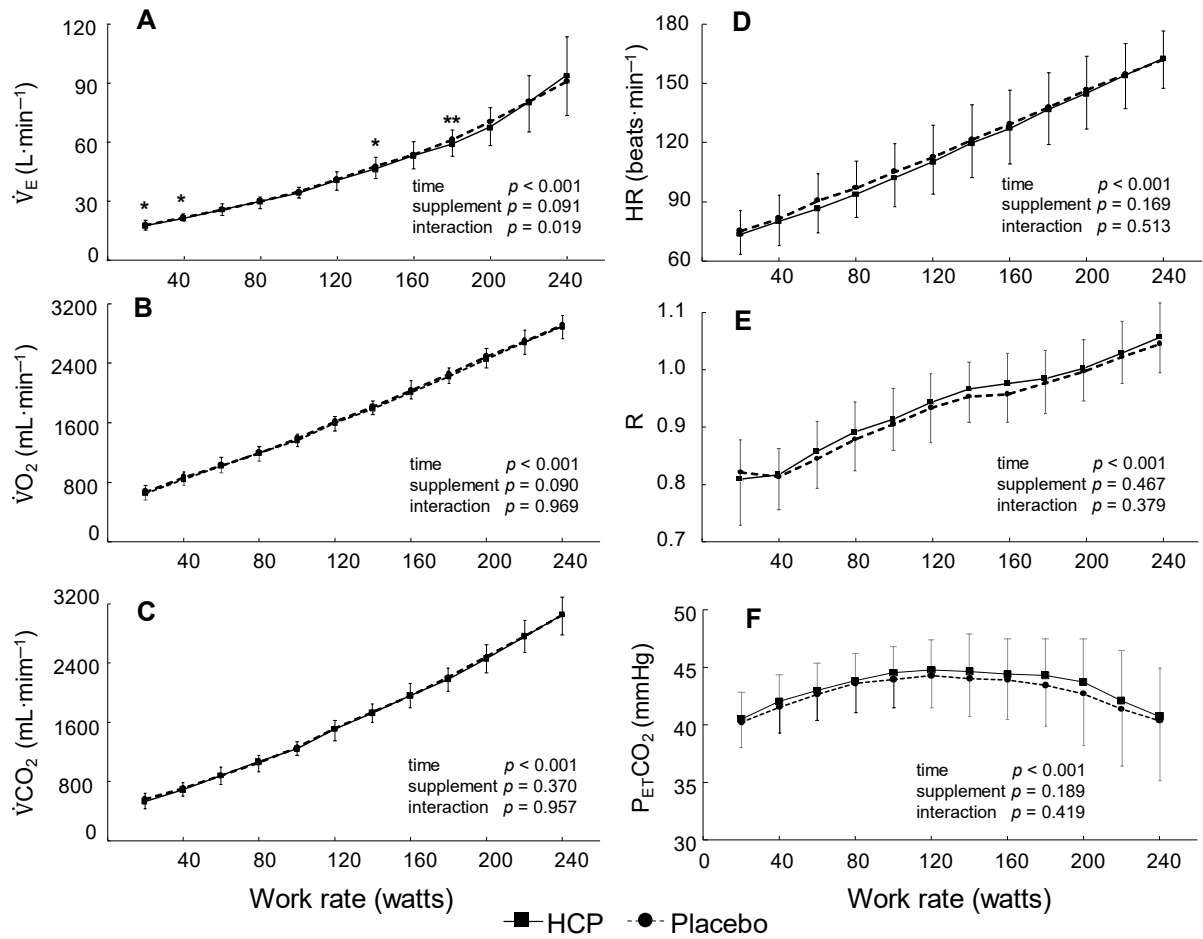 A
120
90
60
30
0
V̇E (L·min⁻¹)
*
*
*
**
time p < 0.001
supplement p = 0.091
interaction p = 0.019
40 80 120 160 200 240
B
3200
2400
1600
800
0
V̇O₂ (mL·min⁻¹)
time p < 0.001
supplement p = 0.090
interaction p = 0.969
40 80 120 160 200 240
C
3200
2400
1600
800
0
V̇CO₂ (mL·mim⁻¹)
time p < 0.001
supplement p = 0.370
interaction p = 0.957
40 80 120 160 200 240
Work rate (watts)
D
180
150
120
90
60
HR (beats·min⁻¹)
time p < 0.001
supplement p = 0.169
interaction p = 0.513
40 80 120 160 200 240
E
1.1
1.0
0.9
0.8
0.7
R
time p < 0.001
supplement p = 0.467
interaction p = 0.379
40 80 120 160 200 240
F
50
45
40
35
30
PETCO₂ (mmHg)
time p < 0.001
supplement p = 0.189
interaction p = 0.419
0 40 80 120 160 200 240
Work rate (watts)
HCP Placebo